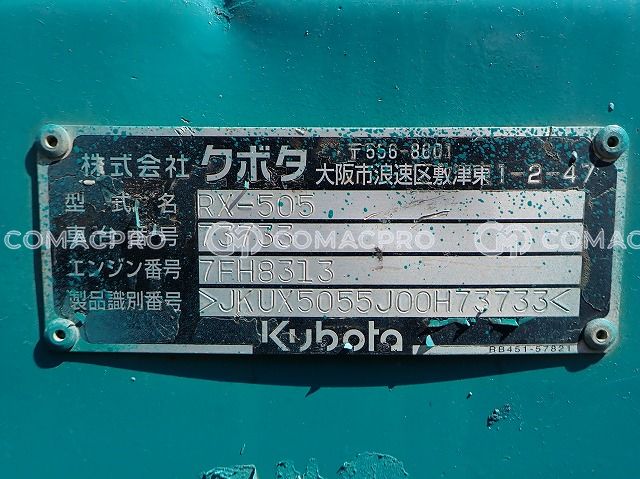 株式会社 クボタ 〒556-8601
大阪市浪速区敷津東1-2-47
型式名 RX-505
車台番号 73733
エンジン番号 7FH8313
製品識別番号 >JKUX5055J00H73733<
Kubota
RB451-57821
COMACPRO COMACPRO COMAC